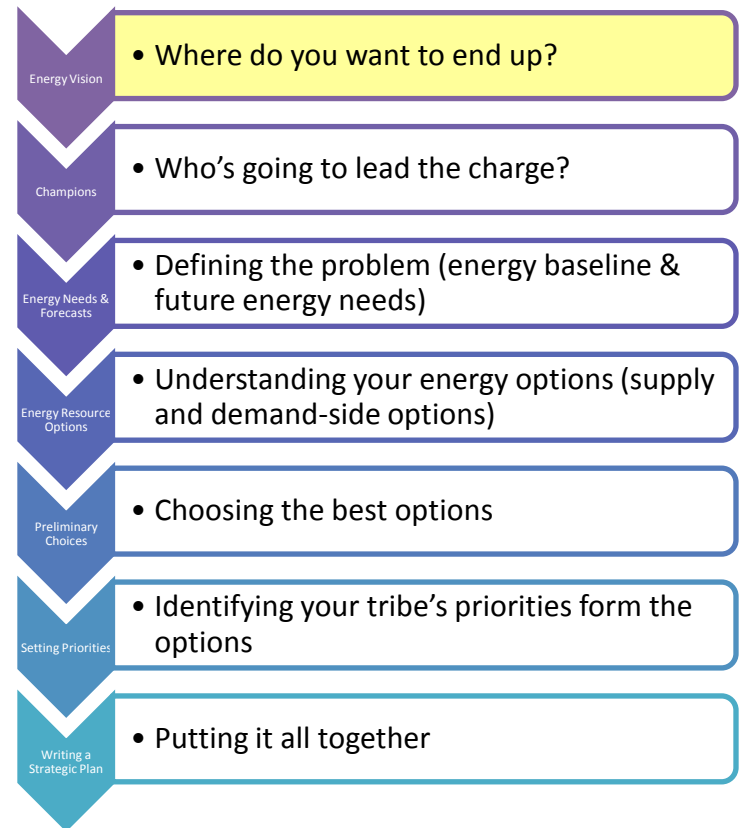 Energy Vision
• Where do you want to end up?
Champions
• Who's going to lead the charge?
Energy Needs &
Forecasts
• Defining the problem (energy baseline &
future energy needs)
Energy Resource
Options
• Understanding your energy options (supply
and demand-side options)
Preliminary
Choices
• Choosing the best options
Setting Priorities
• Identifying your tribe's priorities form the
options
Writing a
Strategic Plan
• Putting it all together